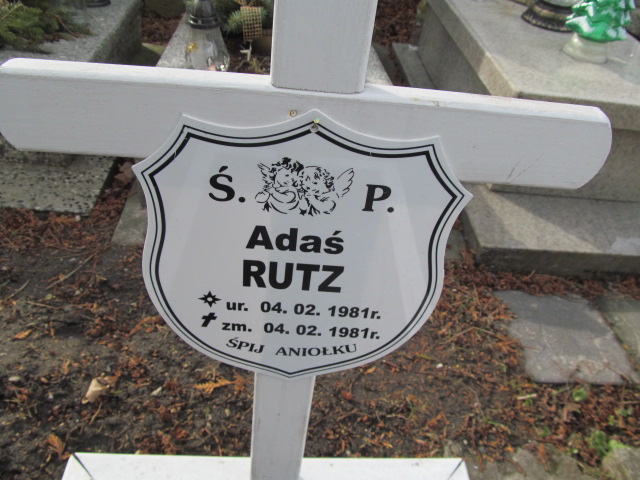 Ś. P.
Adaś
RUTZ
ur. 04. 02. 1981r.
zm. 04. 02. 1981r.
ŚPIJ ANIOŁKU